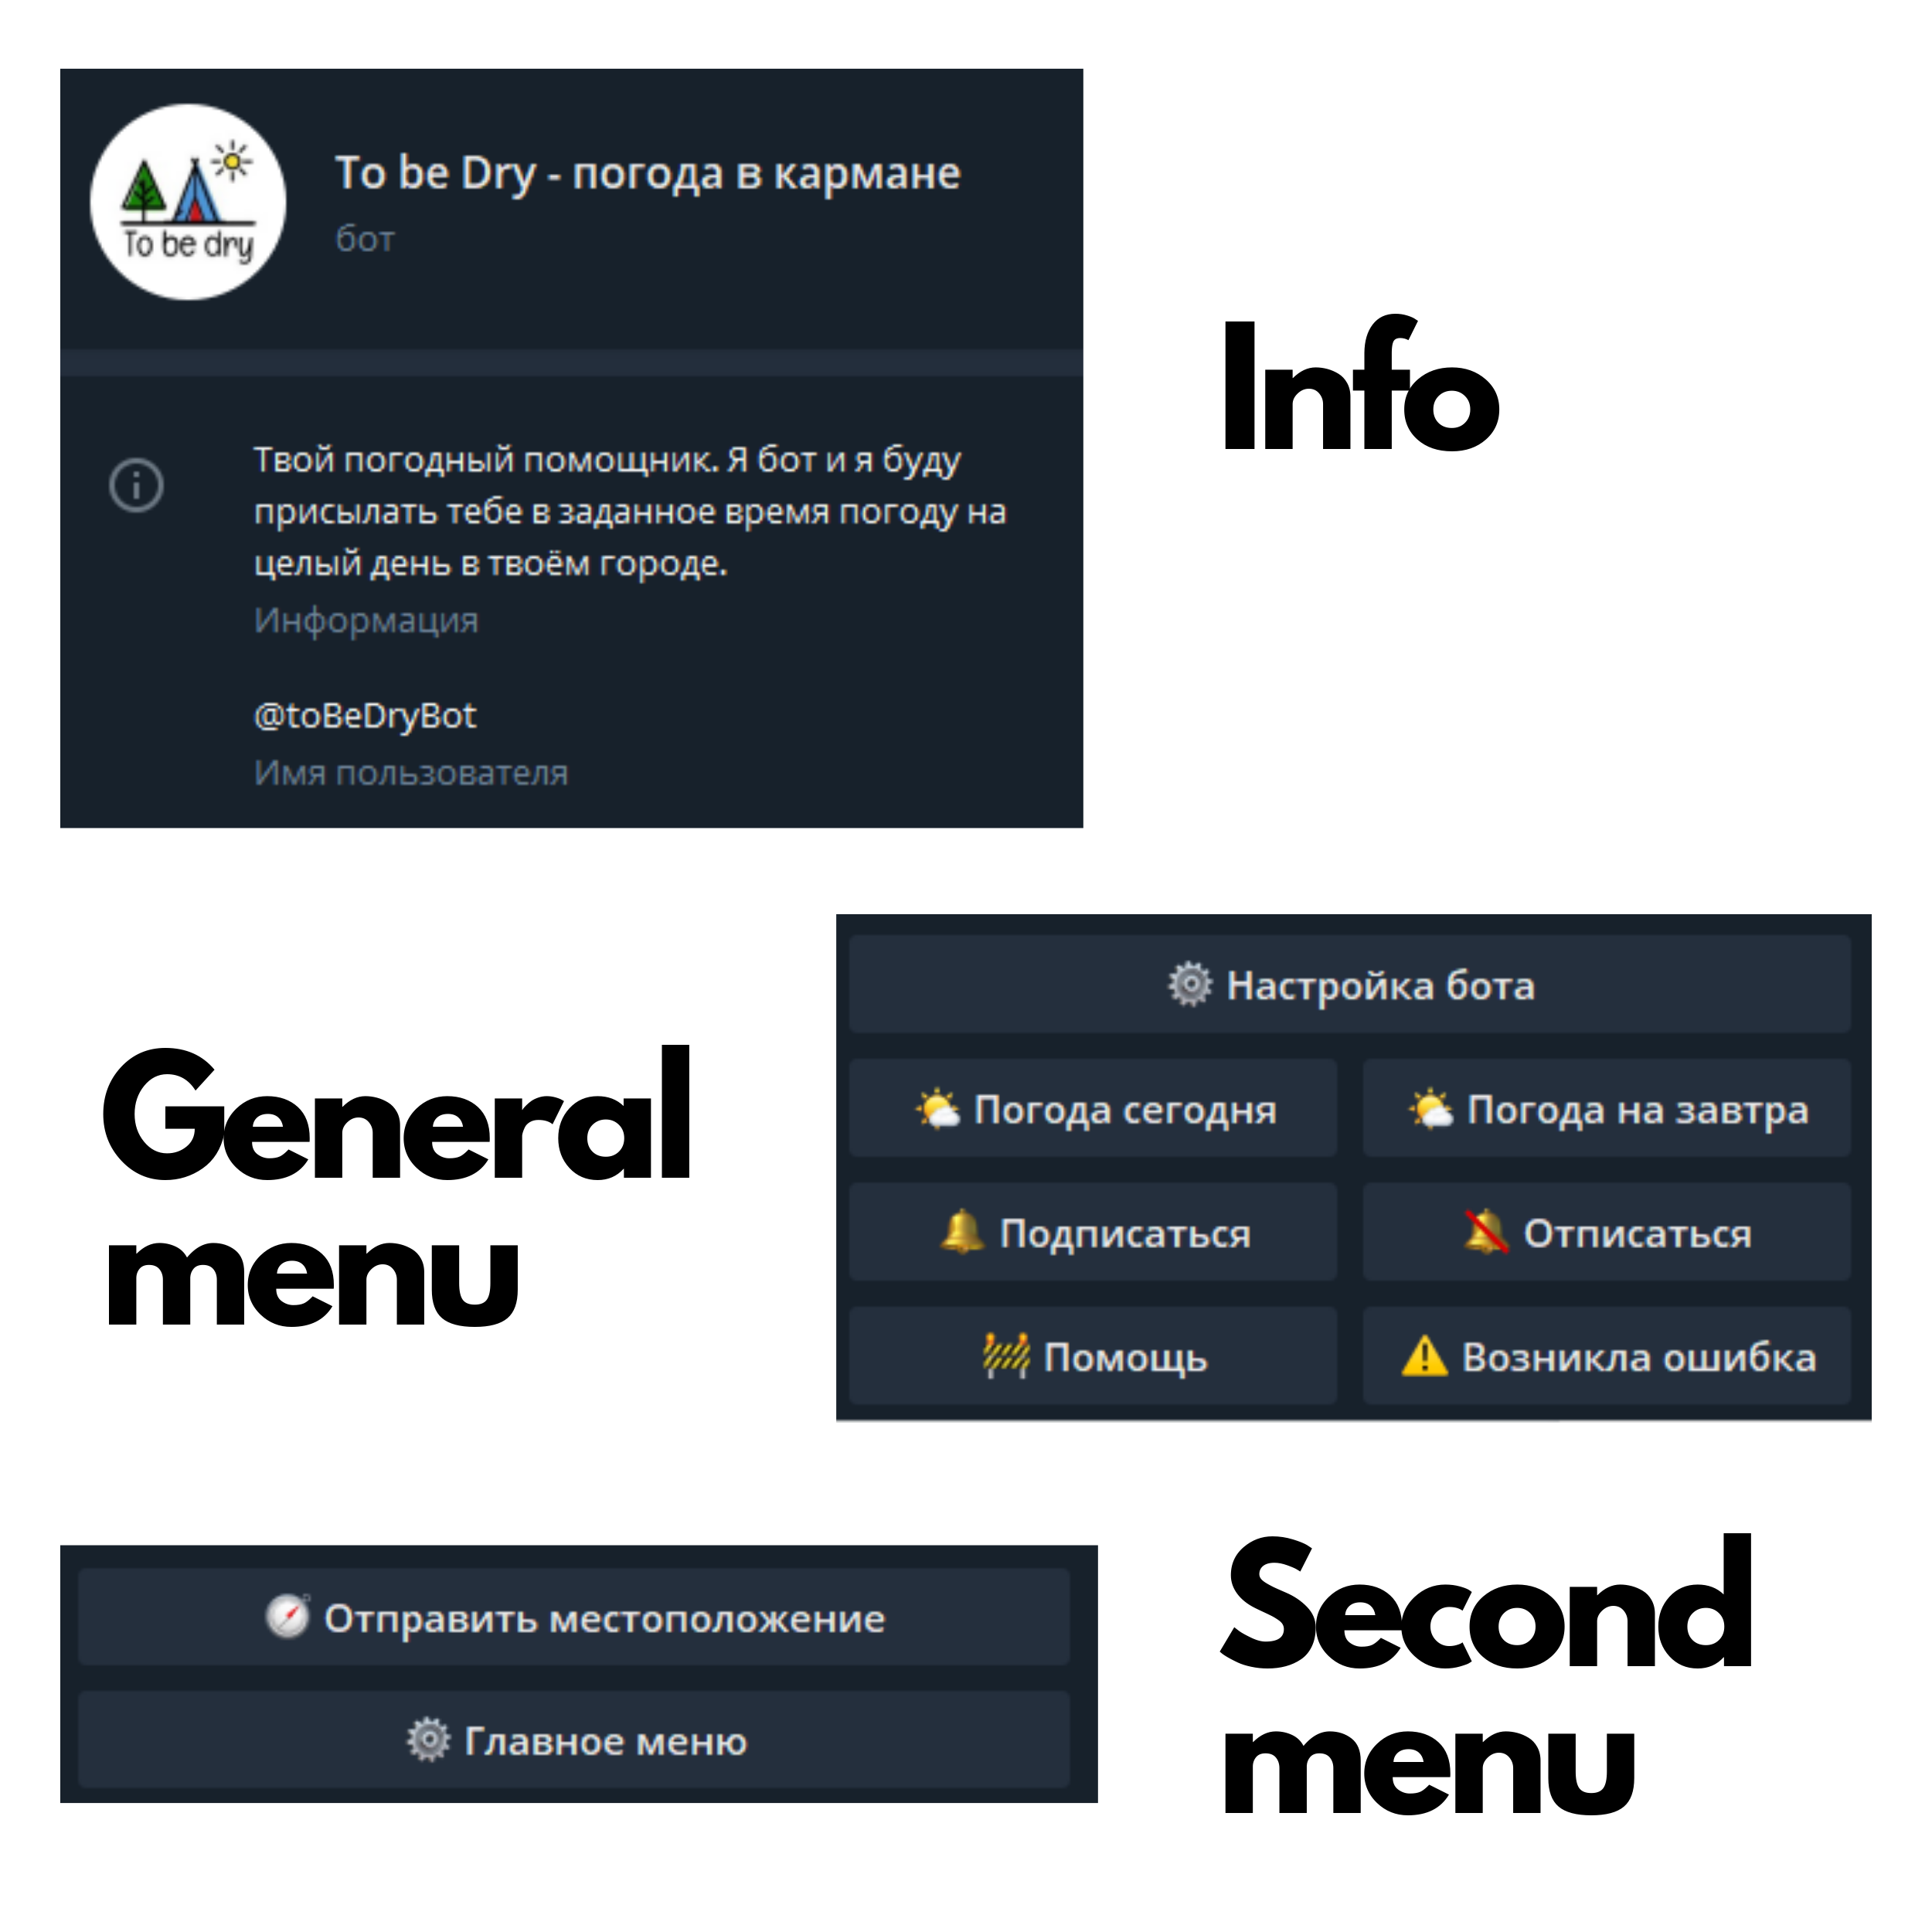 To be dry
To be Dry - погода в кармане
бот
Твой погодный помощник. Я бот и я буду
присылать тебе в заданное время погоду на
целый день в твоём городе.
Информация
@toBeDryBot
Имя пользователя
Info
General
menu
Настройка бота
Погода сегодня
Погода на завтра
Подписаться
Отписаться
Помощь
Возникла ошибка
Отправить местоположение
Главное меню
Second
menu